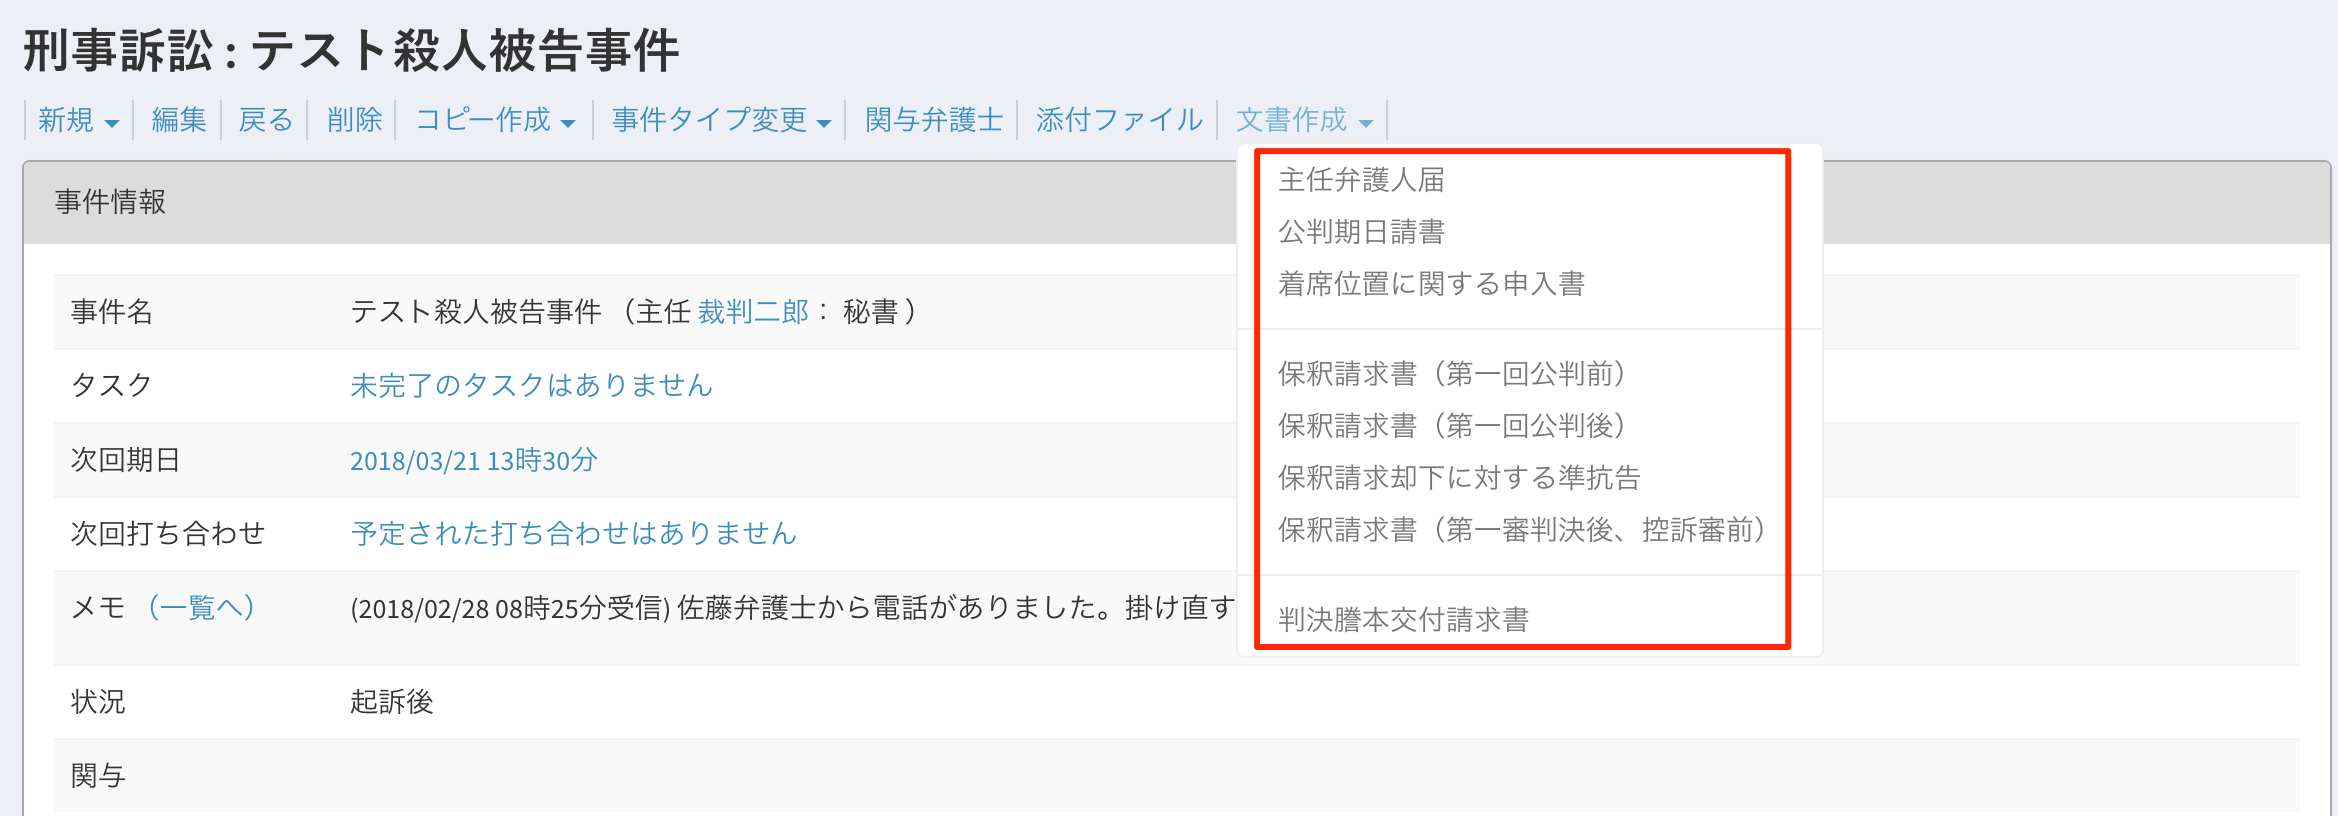 刑事訴訟 : テスト殺人被告事件
新規 編集 戻る 削除 コピー作成 事件タイプ変更 関与弁護士 添付ファイル 文書作成
主任弁護人届
公判期日請書
着席位置に関する申入書
保釈請求書（第一回公判前）
保釈請求書（第一回公判後）
保釈請求却下に対する準抗告
保釈請求書（第一審判決後、控訴審前）
判決謄本交付請求書
事件情報
事件名 テスト殺人被告事件 （主任 裁判二郎： 秘書 ）
タスク 未完了のタスクはありません
次回期日 2018/03/21 13時30分
次回打ち合わせ 予定された打ち合わせはありません
メモ （一覧へ） (2018/02/28 08時25分受信) 佐藤弁護士から電話がありました。掛け直す
状況 起訴後
関与